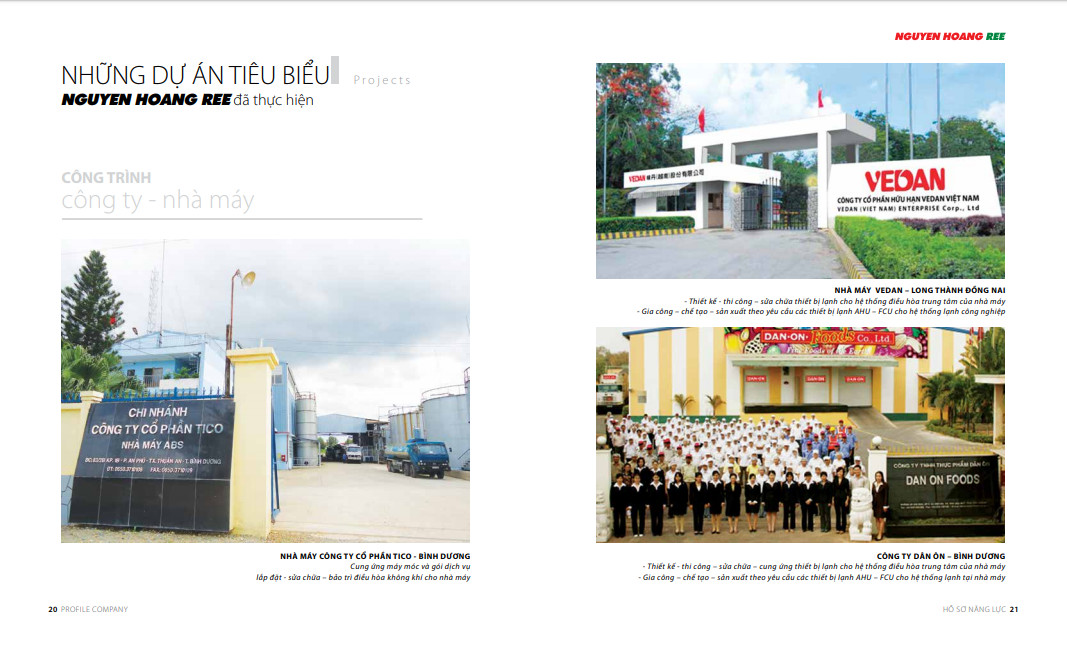 NHỮNG DỰ ÁN TIÊU BIỂU
Projects
NGUYEN HOANG REE đã thực hiện
CÔNG TRÌNH
công ty - nhà máy
CHI NHÁNH
CÔNG TY CỔ PHẦN TICO
NHÀ MÁY ABS
NHÀ MÁY CÔNG TY CỔ PHẦN TICO - BÌNH DƯƠNG
Cung ứng máy móc và gói dịch vụ
lắp đặt - sửa chữa – bảo trì điều hòa không khí cho nhà máy
20 PROFILE COMPANY
NGUYEN HOANG REE
VEDAN
VEDAN
CÔNG TY CỔ PHẦN HỮU HẠN VEDAN VIỆT NAM
VEDAN (VIET NAM) ENTERPRISE Corp., Ltd
NHÀ MÁY VEDAN – LONG THÀNH ĐỒNG NAI
- Thiết kế - thi công – sửa chữa thiết bị lạnh cho hệ thống điều hòa trung tâm của nhà máy
- Gia công – chế tạo – sản xuất theo yêu cầu các thiết bị lạnh AHU – FCU cho hệ thống lạnh công nghiệp
DAN·ON Foods Co., Ltd.
DAN·ON
DAN·ON
DAN·ON
CÔNG TY TNHH THỰC PHẨM DÂN ÔN
DAN ON FOODS
CÔNG TY DÂN ÔN – BÌNH DƯƠNG
- Thiết kế - thi công – sửa chữa – cung ứng thiết bị lạnh cho hệ thống điều hòa trung tâm của nhà máy
- Gia công – chế tạo – sản xuất theo yêu cầu các thiết bị lạnh AHU – FCU cho hệ thống lạnh tại nhà máy
HỒ SƠ NĂNG LỰC 21